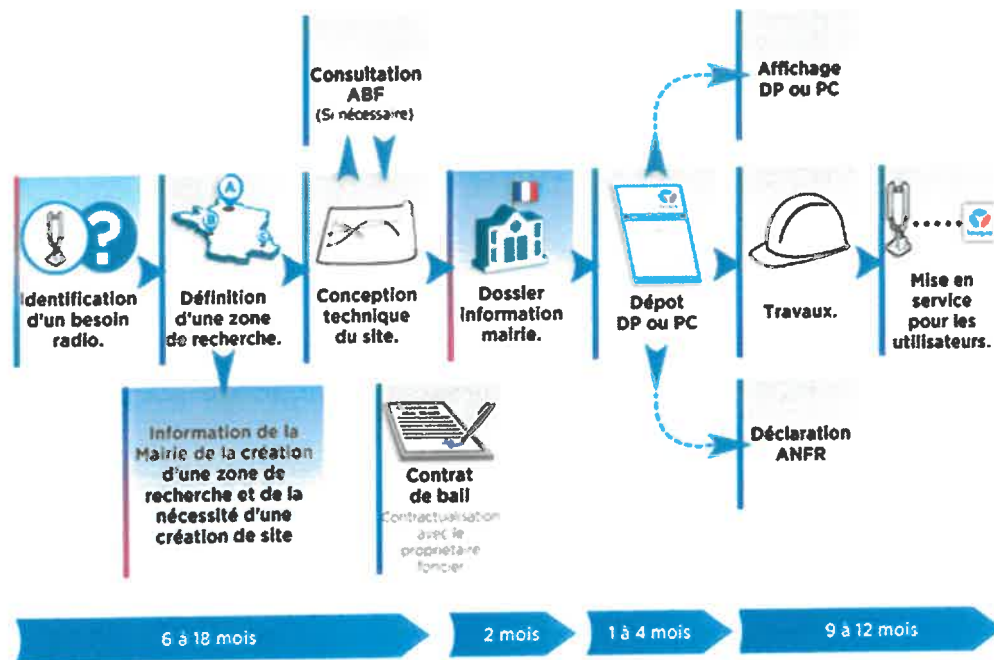 Consultation
ABF
(Si nécessaire)
Affichage
DP ou PC
A
B
Identification
d'un besoin
radio.
Définition
d'une zone
de recherche.
Conception
technique
du site.
Dossier
Information
mairie.
Dépot
DP ou PC
Travaux.
Mise en
service
pour les
utilisateurs.
Information de la
Mairie de la création
d'une zone de
recherche et de la
nécessité d'une
création de site
Contrat
de bail
Contractualisation
avec le
propriétaire
foncier
Déclaration
ANFR
6 à 18 mois
2 mois
1 à 4 mois
9 à 12 mois